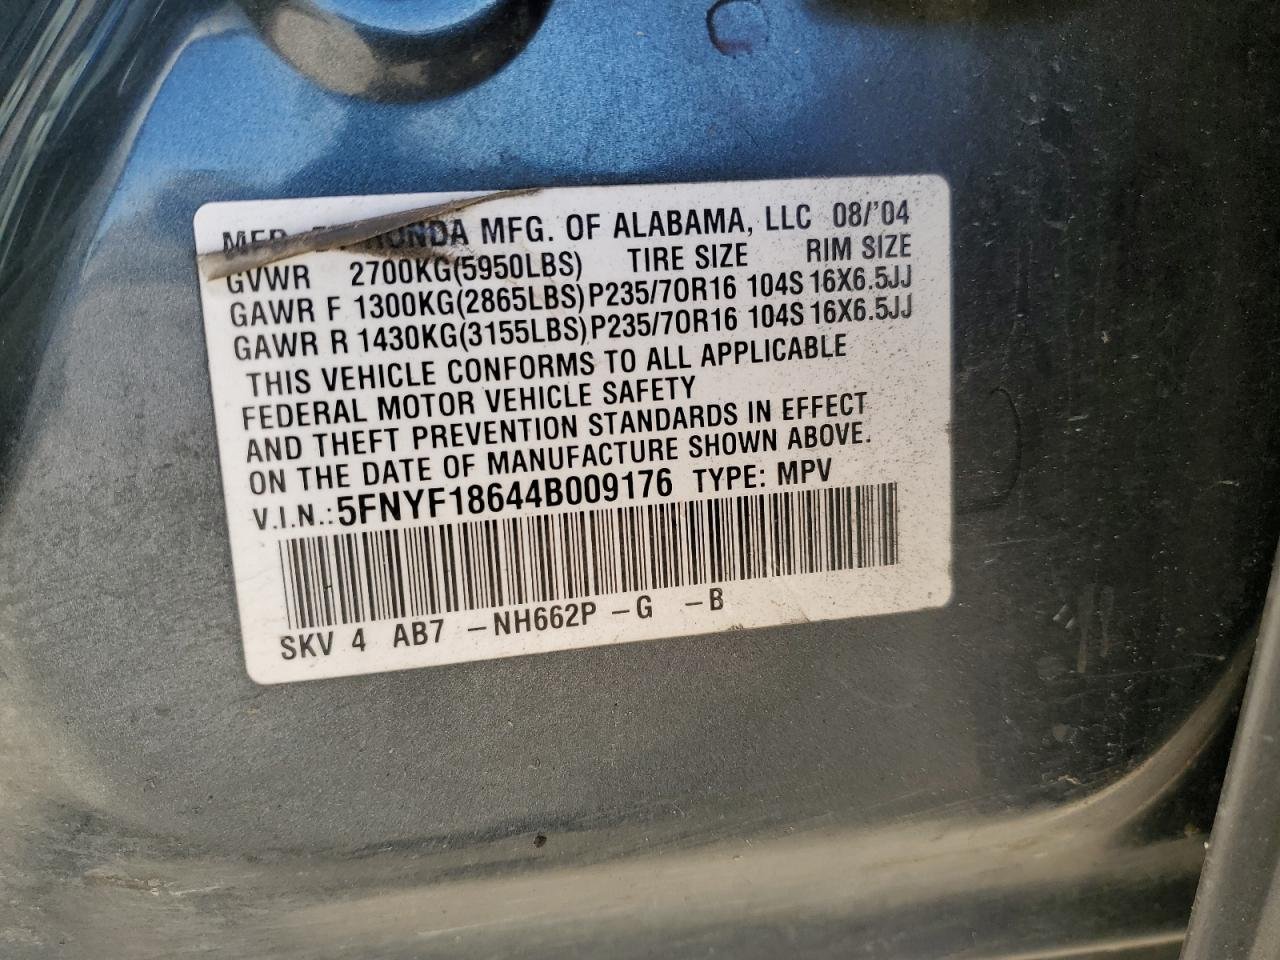 MFD. BY HONDA MFG. OF ALABAMA, LLC 08/'04
GVWR 2700KG(5950LBS) TIRE SIZE RIM SIZE
GAWR F 1300KG(2865LBS) P235/70R16 104S 16X6.5JJ
GAWR R 1430KG(3155LBS) P235/70R16 104S 16X6.5JJ
THIS VEHICLE CONFORMS TO ALL APPLICABLE
FEDERAL MOTOR VEHICLE SAFETY
AND THEFT PREVENTION STANDARDS IN EFFECT
ON THE DATE OF MANUFACTURE SHOWN ABOVE.
V.I.N.: 5FNYF18644B009176 TYPE: MPV
SKV 4 AB7 -NH662P -G -B